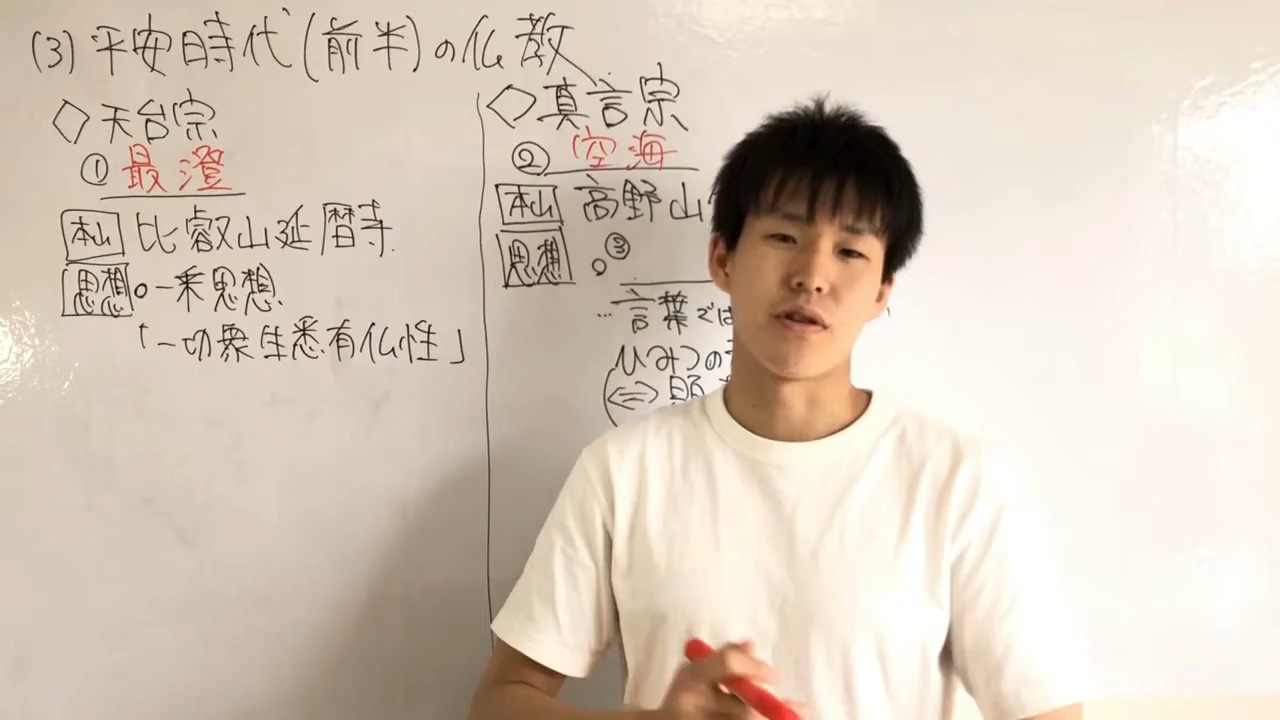 (3) 平安時代(前半)の仏教
◇天台宗
① 最澄
本山 比叡山延暦寺
思想 ○一乗思想
「一切衆生悉有仏性」
◇真言宗
② 空海
本山 高野山
思想 ○③
…言葉では
ひみつの
(⇔)